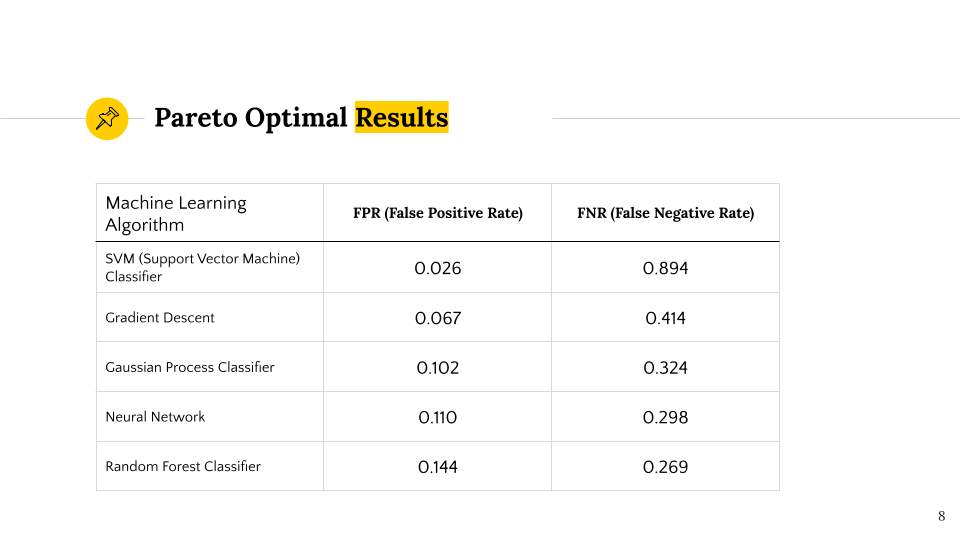 Pareto Optimal Results
Machine Learning
Algorithm
FPR (False Positive Rate)
FNR (False Negative Rate)
SVM (Support Vector Machine)
Classifier
0.026
0.894
Gradient Descent
0.067
0.414
Gaussian Process Classifier
0.102
0.324
Neural Network
0.110
0.298
Random Forest Classifier
0.144
0.269
8